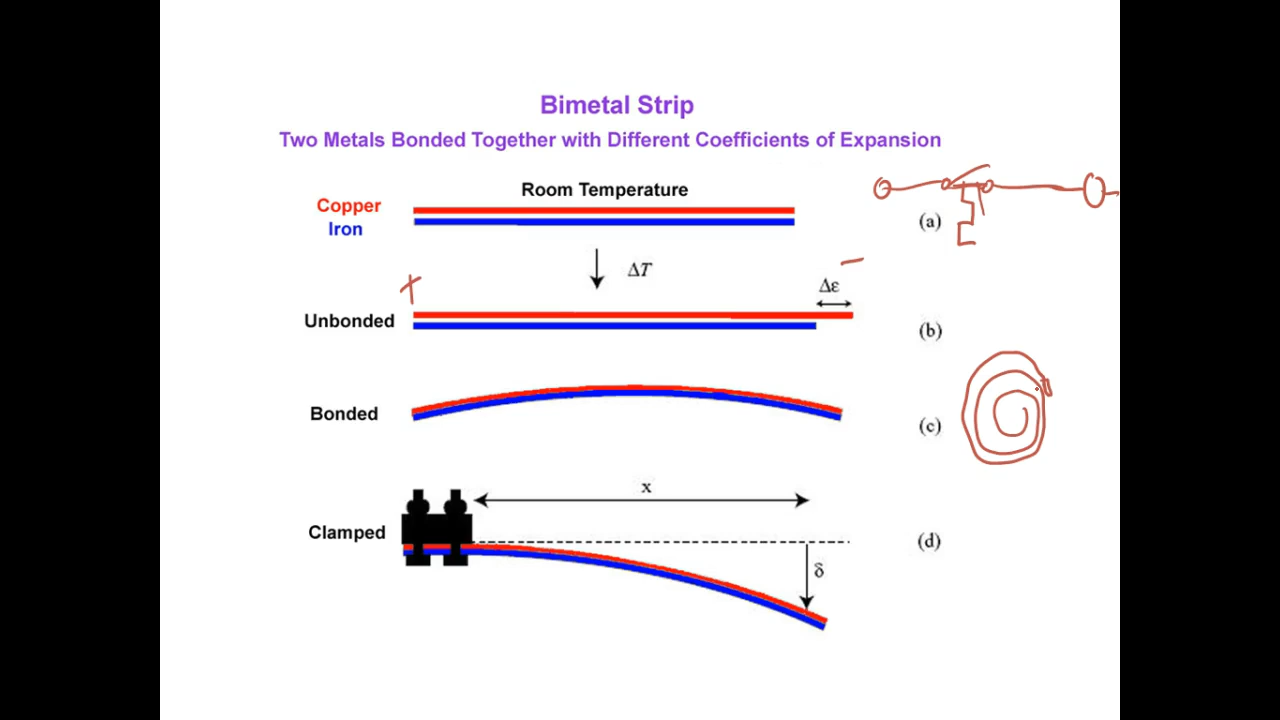 Bimetal Strip
Two Metals Bonded Together with Different Coefficients of Expansion
Room Temperature
Copper
Iron
(a)
ΔT
+ −
Δε
Unbonded
(b)
Bonded
(c)
x
Clamped
(d)
δ